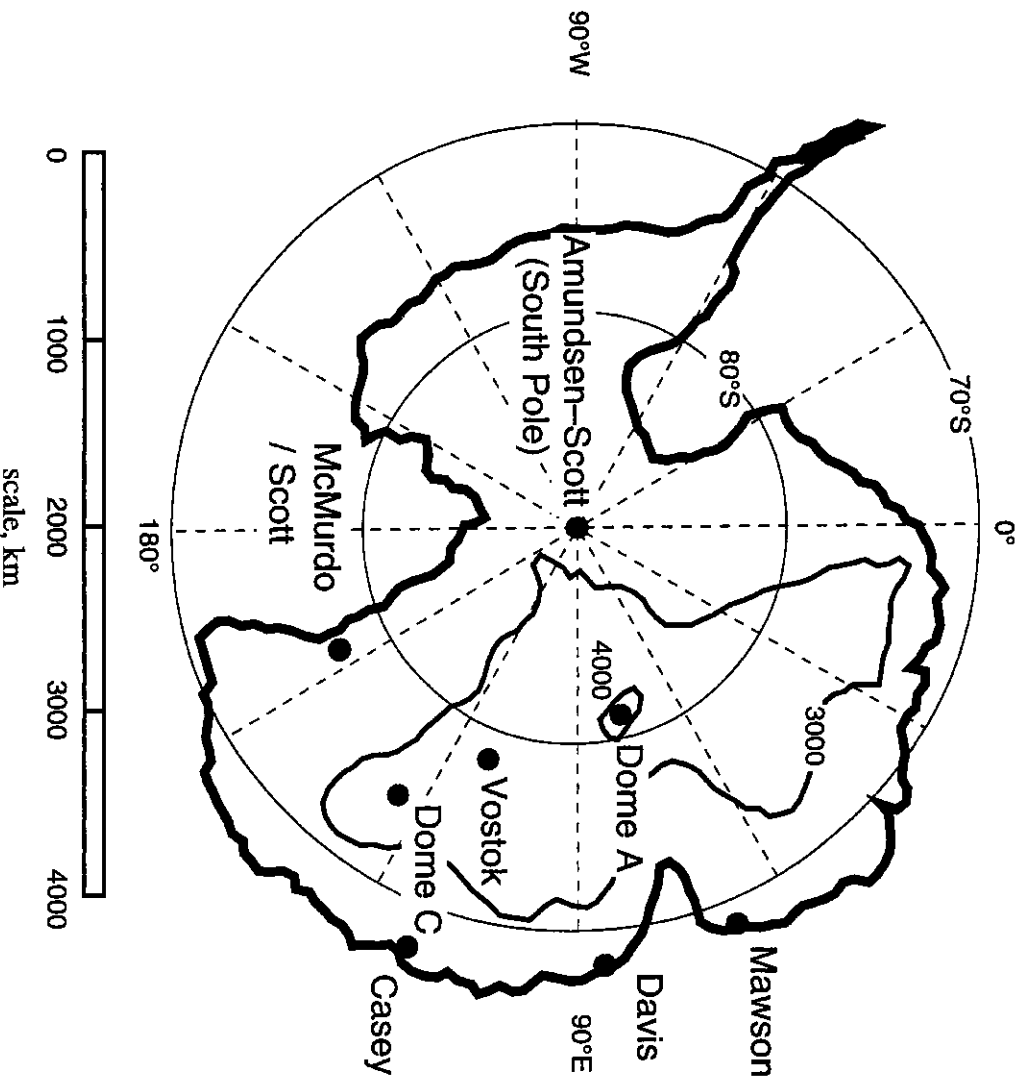 90°W
70°S
0°
80°S
Amundsen–Scott
(South Pole)
4000
3000
Dome A
McMurdo
/ Scott
Vostok
Dome C
Mawson
Davis
90°E
Casey
180°
0
1000
2000
3000
4000
scale, km